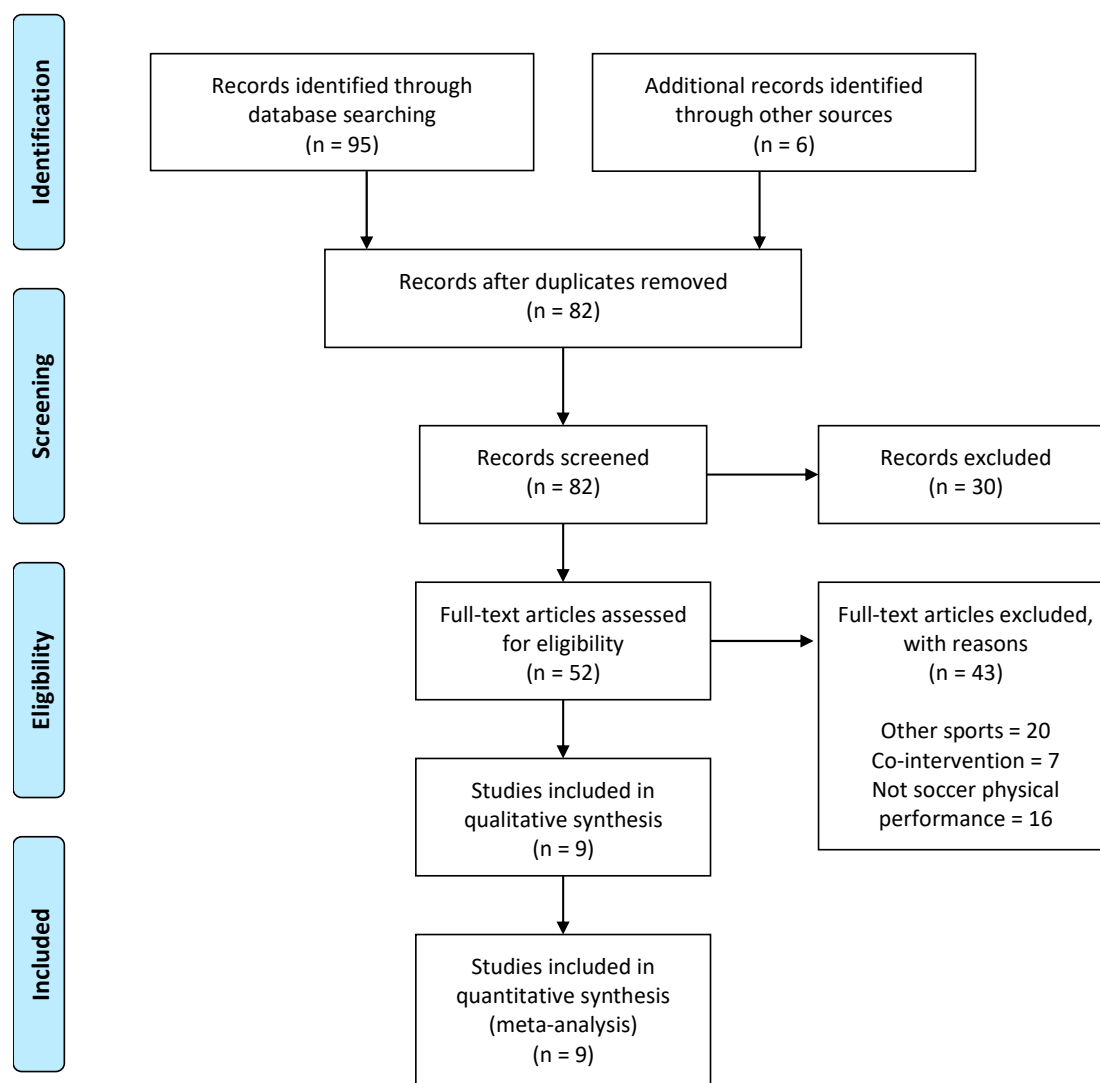 Identification
Records identified through
database searching
(n = 95)
Additional records identified
through other sources
(n = 6)
Records after duplicates removed
(n = 82)
Screening
Records screened
(n = 82)
Records excluded
(n = 30)
Eligibility
Full-text articles assessed
for eligibility
(n = 52)
Full-text articles excluded,
with reasons
(n = 43)
Other sports = 20
Co-intervention = 7
Not soccer physical
performance = 16
Studies included in
qualitative synthesis
(n = 9)
Included
Studies included in
quantitative synthesis
(meta-analysis)
(n = 9)